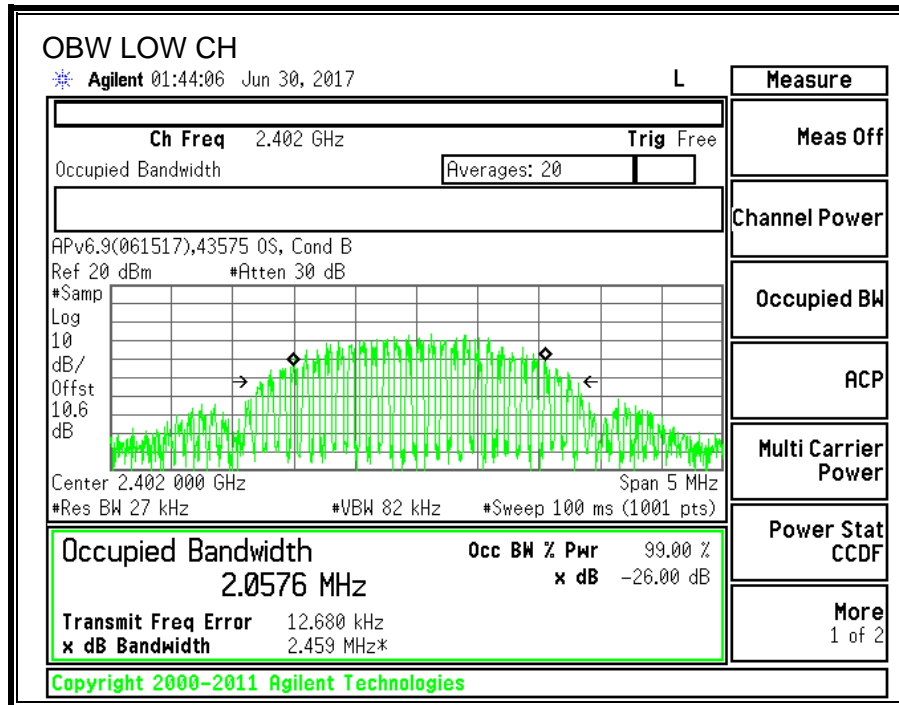 OBW LOW CH
Agilent 01:44:06 Jun 30, 2017 L
Ch Freq 2.402 GHz Trig Free
Occupied Bandwidth Averages: 20
APv6.9(061517),43575 OS, Cond B
Ref 20 dBm #Atten 30 dB
#Samp
Log
10
dB/
Offst
10.6
dB
Center 2.402 000 GHz Span 5 MHz
#Res BW 27 kHz #VBW 82 kHz #Sweep 100 ms (1001 pts)
Occupied Bandwidth Occ BW % Pwr 99.00 %
2.0576 MHz x dB -26.00 dB
Transmit Freq Error 12.680 kHz
x dB Bandwidth 2.459 MHz*
Copyright 2000-2011 Agilent Technologies
Measure
Meas Off
Channel Power
Occupied BW
ACP
Multi Carrier
Power
Power Stat
CCDF
More
1 of 2